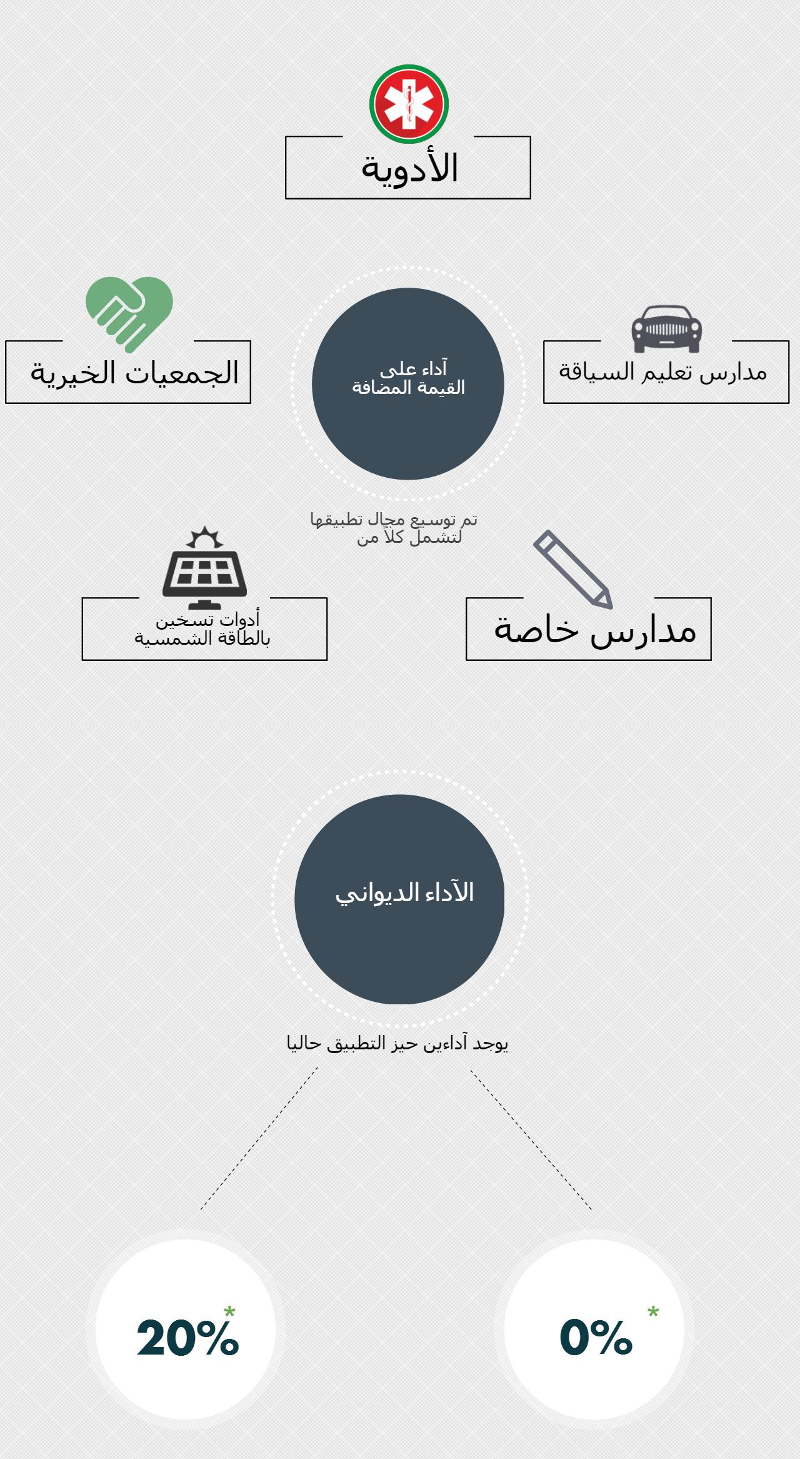 الأدوية
مدارس تعليم السياقة
آداء على
القيمة المضافة
الجمعيات الخيرية
تم توسيع مجال تطبيقها
لتشمل كلاً من
مدارس خاصة
أدوات تسخين
بالطاقة الشمسية
الآداء الديواني
يوجد آداءين حيز التطبيق حاليا
0% *
20% *